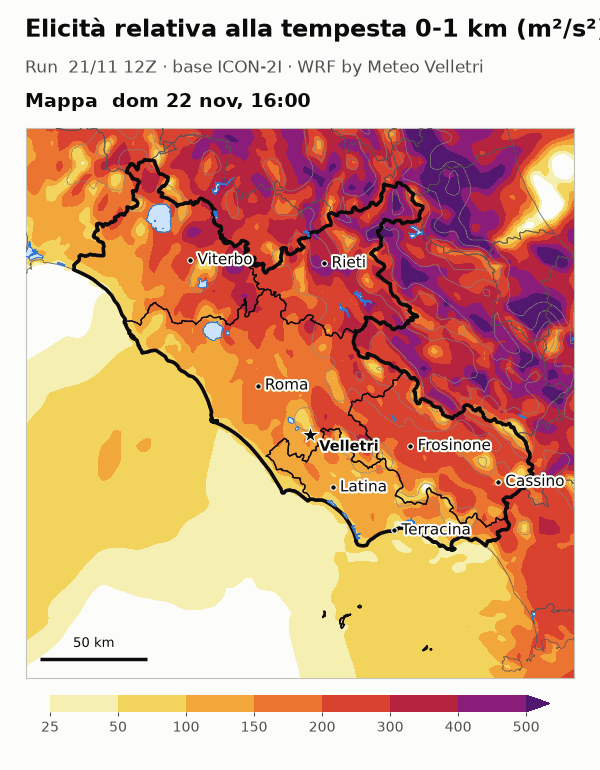 Elicità relativa alla tempesta 0-1 km (m²/s²)
Run 21/11 12Z · base ICON-2I · WRF by Meteo Velletri
Mappa dom 22 nov, 16:00
Viterbo
Rieti
Roma
Velletri
Frosinone
Latina
Cassino
Terracina
50 km
25 50 100 150 200 300 400 500